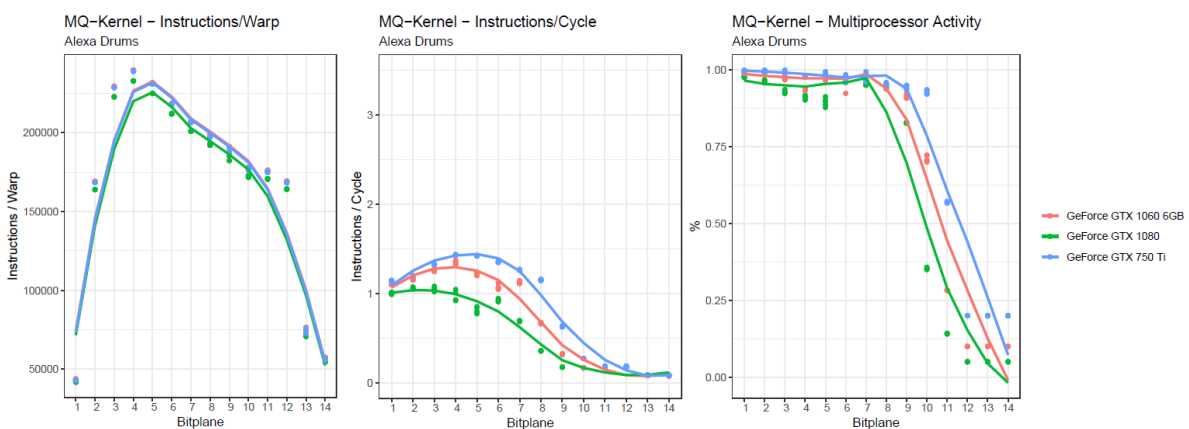 MQ−Kernel − Instructions/Warp
Alexa Drums
Instructions / Warp
200000
150000
100000
50000
1 2 3 4 5 6 7 8 9 10 11 12 13 14
Bitplane
MQ−Kernel − Instructions/Cycle
Alexa Drums
Instructions / Cycle
3
2
1
0
1 2 3 4 5 6 7 8 9 10 11 12 13 14
Bitplane
MQ−Kernel − Multiprocessor Activity
Alexa Drums
%
1.00
0.75
0.50
0.25
0.00
1 2 3 4 5 6 7 8 9 10 11 12 13 14
Bitplane
GeForce GTX 1060 6GB
GeForce GTX 1080
GeForce GTX 750 Ti